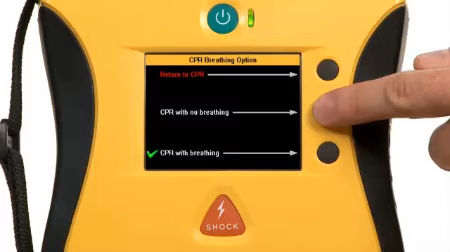 CPR Breathing Option
Return to CPR
CPR with no breathing
CPR with breathing
SHOCK